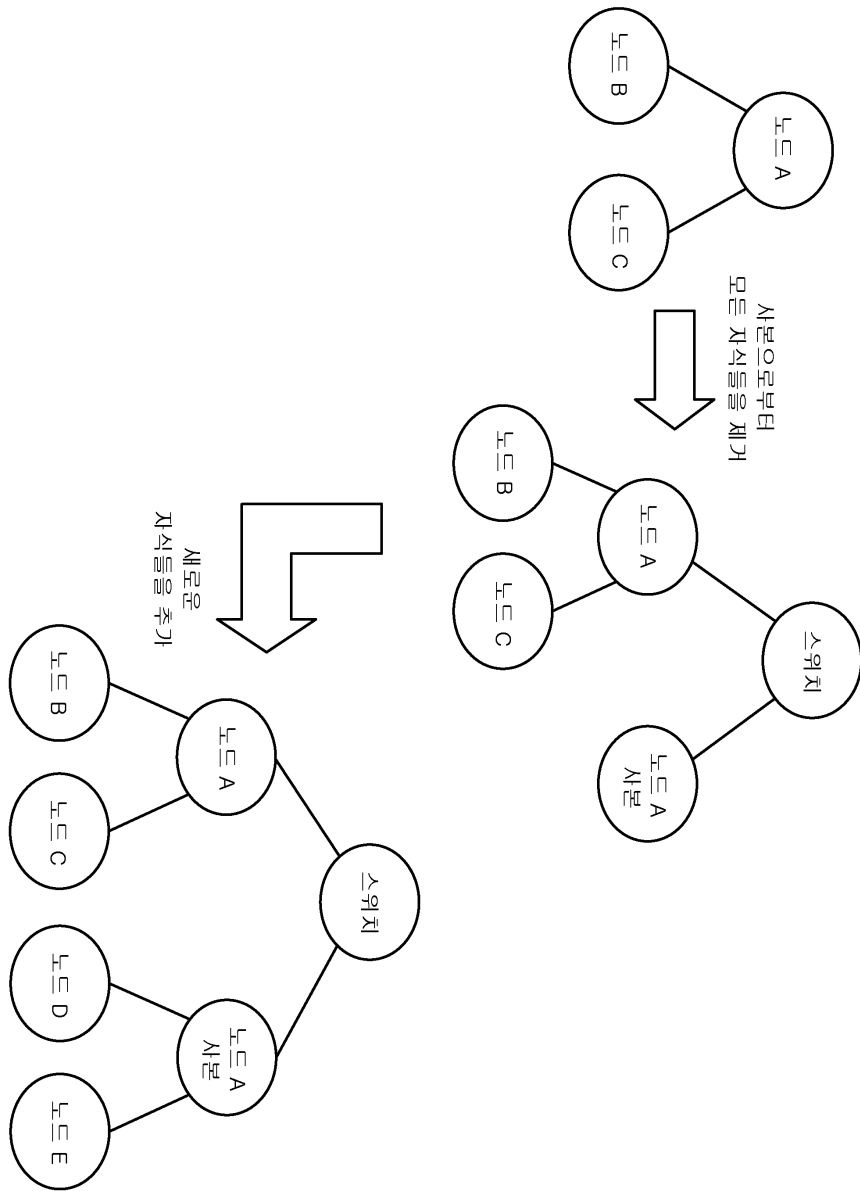 노드 A
노드 B
노드 C
사본으로부터
모든 자식들을 제거
스위치
노드 A
노드 A
사본
노드 B
노드 C
새로운
자식들을 추가
스위치
노드 A
노드 A
사본
노드 B
노드 C
노드 D
노드 E